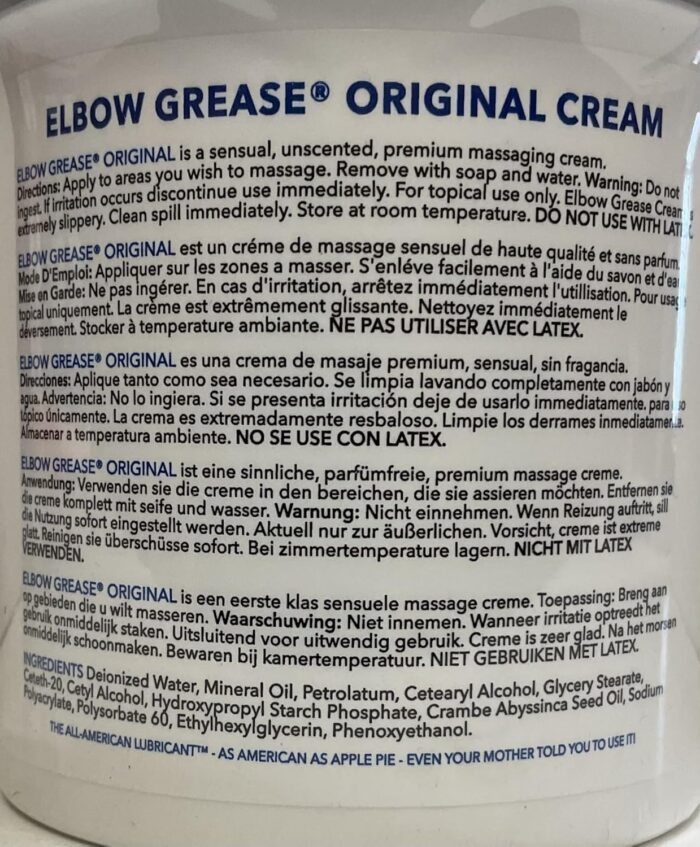 ELBOW GREASE® ORIGINAL CREAM
ELBOW GREASE® ORIGINAL is a sensual, unscented, premium massaging cream.
Directions: Apply to areas you wish to massage. Remove with soap and water. Warning: Do not
ingest. If irritation occurs discontinue use immediately. For topical use only. Elbow Grease Cream
extremely slippery. Clean spill immediately. Store at room temperature. DO NOT USE WITH
ELBOW GREASE® ORIGINAL est un créme de massage sensuel de haute qualité et sans parfum.
Mode D'Emploi: Appliquer sur les zones a masser. S'enléve facilement à l'aide du savon et d'eau
Mise en Garde: Ne pas ingérer. En cas d'irritation, arrêtez immédiatement l'utillisation. Pour usag
topical uniquement. La crème est extrêmement glissante. Nettoyez immédiatement le
déversement. Stocker à température ambiante. NE PAS UTILISER AVEC LATEX.
ELBOW GREASE® ORIGINAL es una crema de masaje premium, sensual, sin fragancia.
Direcciones: Aplique tanto como sea necesario. Se limpia lavando completamente con jabón y
agua. Advertencia: No lo ingiera. Si se presenta irritación deje de usarlo immediatamente. para
tópico únicamente. La crema es extremadamente resbaloso. Limpie los derrames inmediatamen
Almacenar a temperatura ambiente. NO SE USE CON LATEX.
ELBOW GREASE® ORIGINAL ist eine sinnliche, parfümfreie, premium massage creme.
Anwendung: Verwenden sie die creme in den bereichen, die sie assieren möchten. Entfernen sie
die creme komplett mit seife und wasser. Warnung: Nicht einnehmen. Wenn Reizung auftritt, sill
die Nutzung sofort eingestellt werden. Aktuell nur zur äußerlichen. Vorsicht, creme ist extreme
glatt. Reinigen sie überschüsse sofort. Bei zimmertemperature lagern. NICHT MIT LATEX
VERWENDEN.
ELBOW GREASE® ORIGINAL is een eerste klas sensuele massage creme. Toepassing: Breng aan
op gebieden die u wilt masseren. Waarschuwing: Niet innemen. Wanneer irritatie optreedt het
gebruik onmiddelijk staken. Uitsluitend voor uitwendig gebruik. Creme is zeer glad. Na het morsen
onmiddelijk schoonmaken. Bewaren bij kamertemperatuur. NIET GEBRUIKEN MET LATEX.
INGREDIENTS Deionized Water, Mineral Oil, Petrolatum, Cetearyl Alcohol, Glycery Stearate,
Ceteth-20, Cetyl Alcohol, Hydroxypropyl Starch Phosphate, Crambe Abyssinca Seed Oil, Sodium
Polyacrylate, Polysorbate 60, Ethylhexylglycerin, Phenoxyethanol.
THE ALL-AMERICAN LUBRICANT™ - AS AMERICAN AS APPLE PIE - EVEN YOUR MOTHER TOLD YOU TO USE IT!